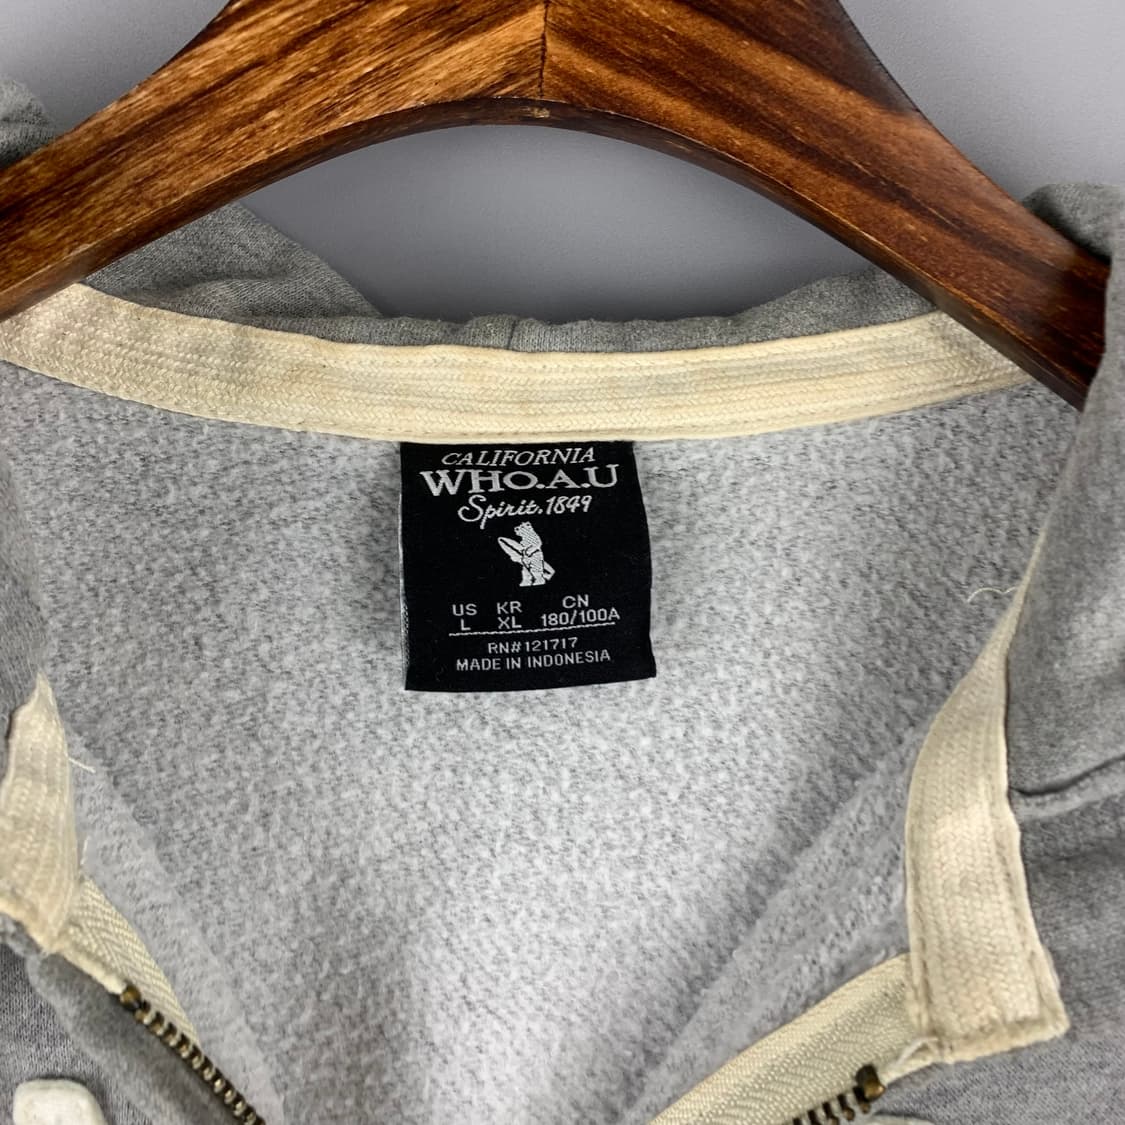 CALIFORNIA
WHO.A.U
Spirit.1849
US KR CN
L XL 180/100A
RN#121717
MADE IN INDONESIA